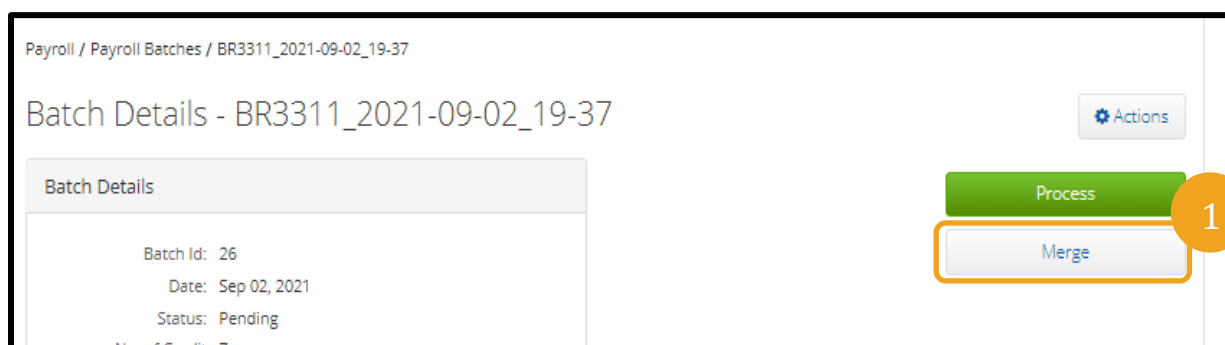 Payroll / Payroll Batches / BR3311_2021-09-02_19-37
Batch Details - BR3311_2021-09-02_19-37
Actions
Batch Details
Process
1
Merge
Batch Id: 26
Date: Sep 02, 2021
Status: Pending